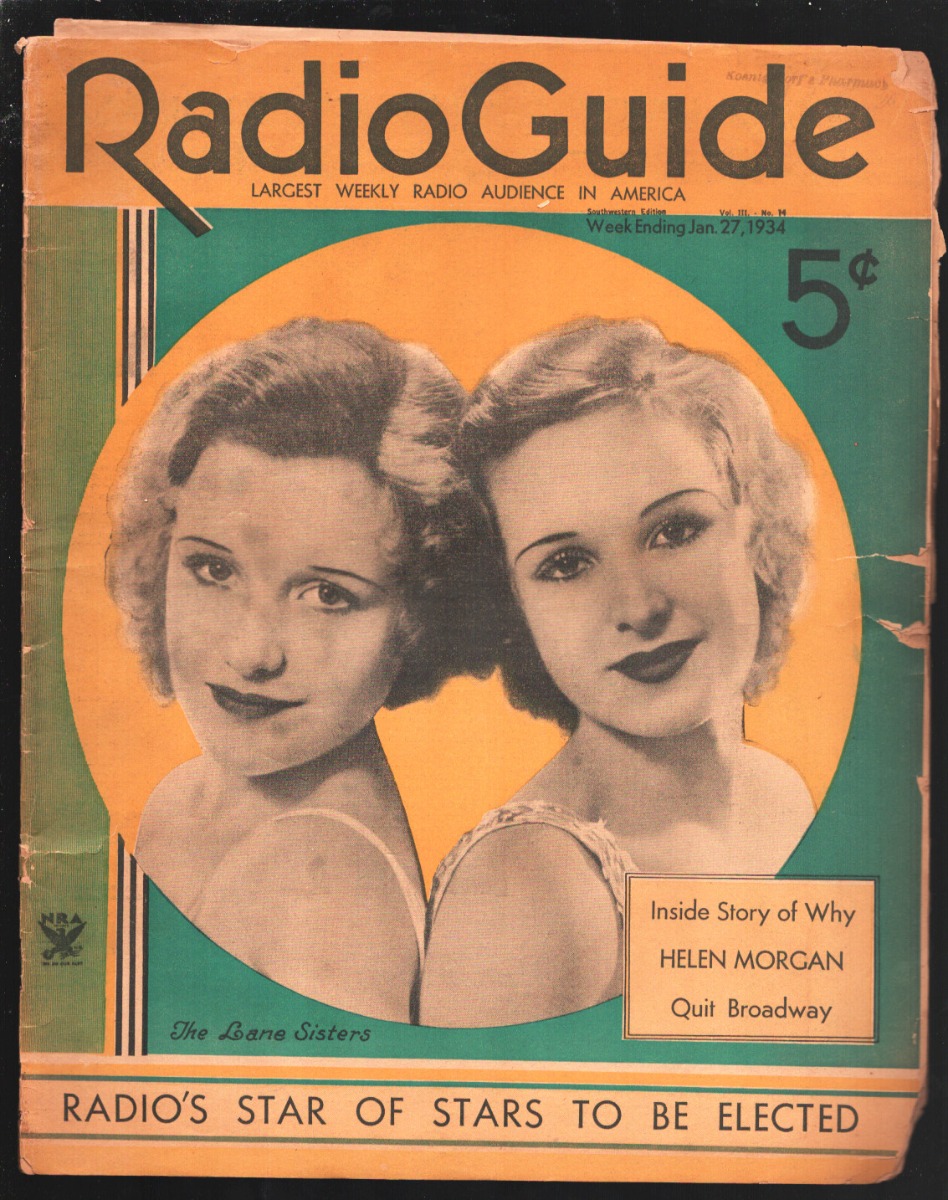 RadioGuide
LARGEST WEEKLY RADIO AUDIENCE IN AMERICA
Southwestern Edition Vol. III. - No. 14
Week Ending Jan. 27, 1934
5¢
Inside Story of Why
HELEN MORGAN
Quit Broadway
NRA
The Lane Sisters
RADIO'S STAR OF STARS TO BE ELECTED